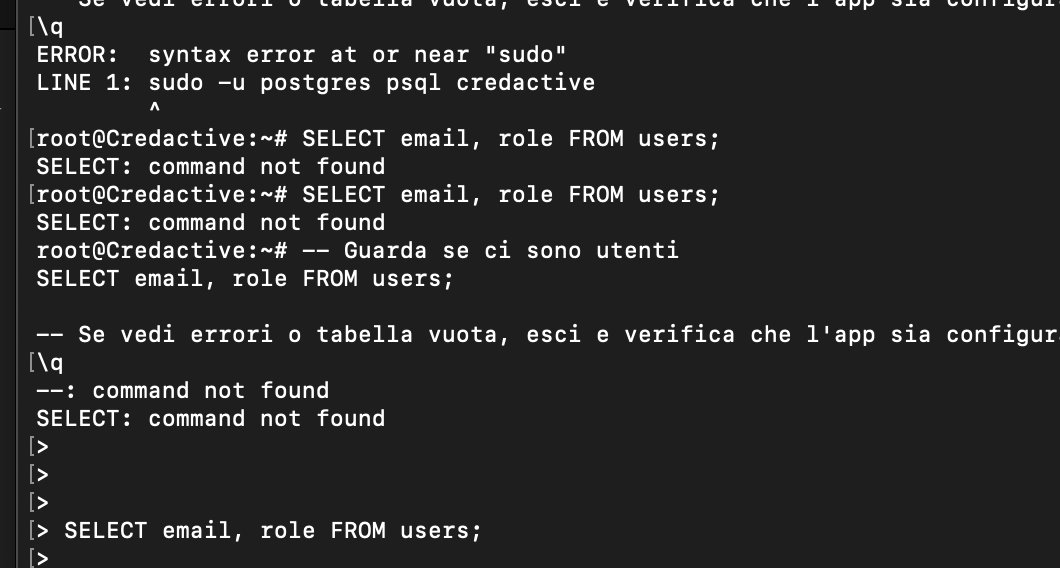 Se vedi errori o tabella vuota, esci e verifica che l'app sia configur
[\q
ERROR:  syntax error at or near "sudo"
LINE 1: sudo -u postgres psql credactive
        ^
[root@Credactive:~# SELECT email, role FROM users;
SELECT: command not found
[root@Credactive:~# SELECT email, role FROM users;
SELECT: command not found
root@Credactive:~# -- Guarda se ci sono utenti
SELECT email, role FROM users;
-- Se vedi errori o tabella vuota, esci e verifica che l'app sia configur
[\q
--: command not found
SELECT: command not found
[>
[>
[>
[> SELECT email, role FROM users;
[>